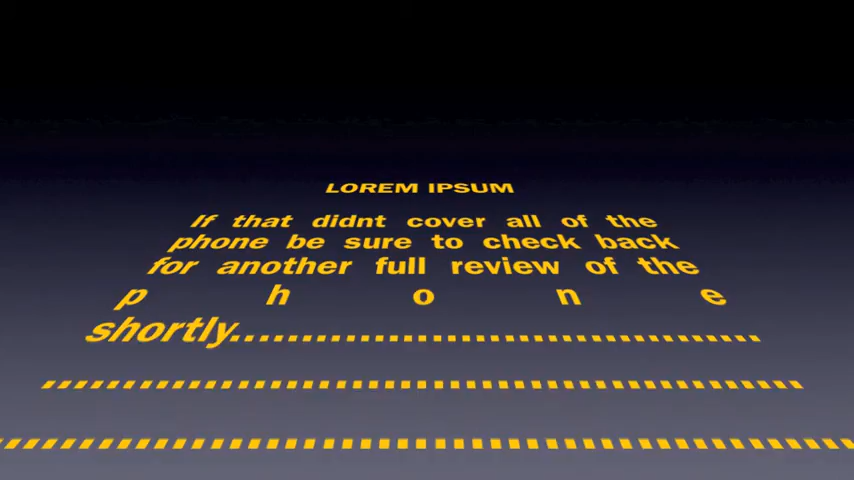 LOREM IPSUM
If that didnt cover all of the
phone be sure to check back
for another full review of the
p h o n e
shortly.....................................
....................................................
....................................................